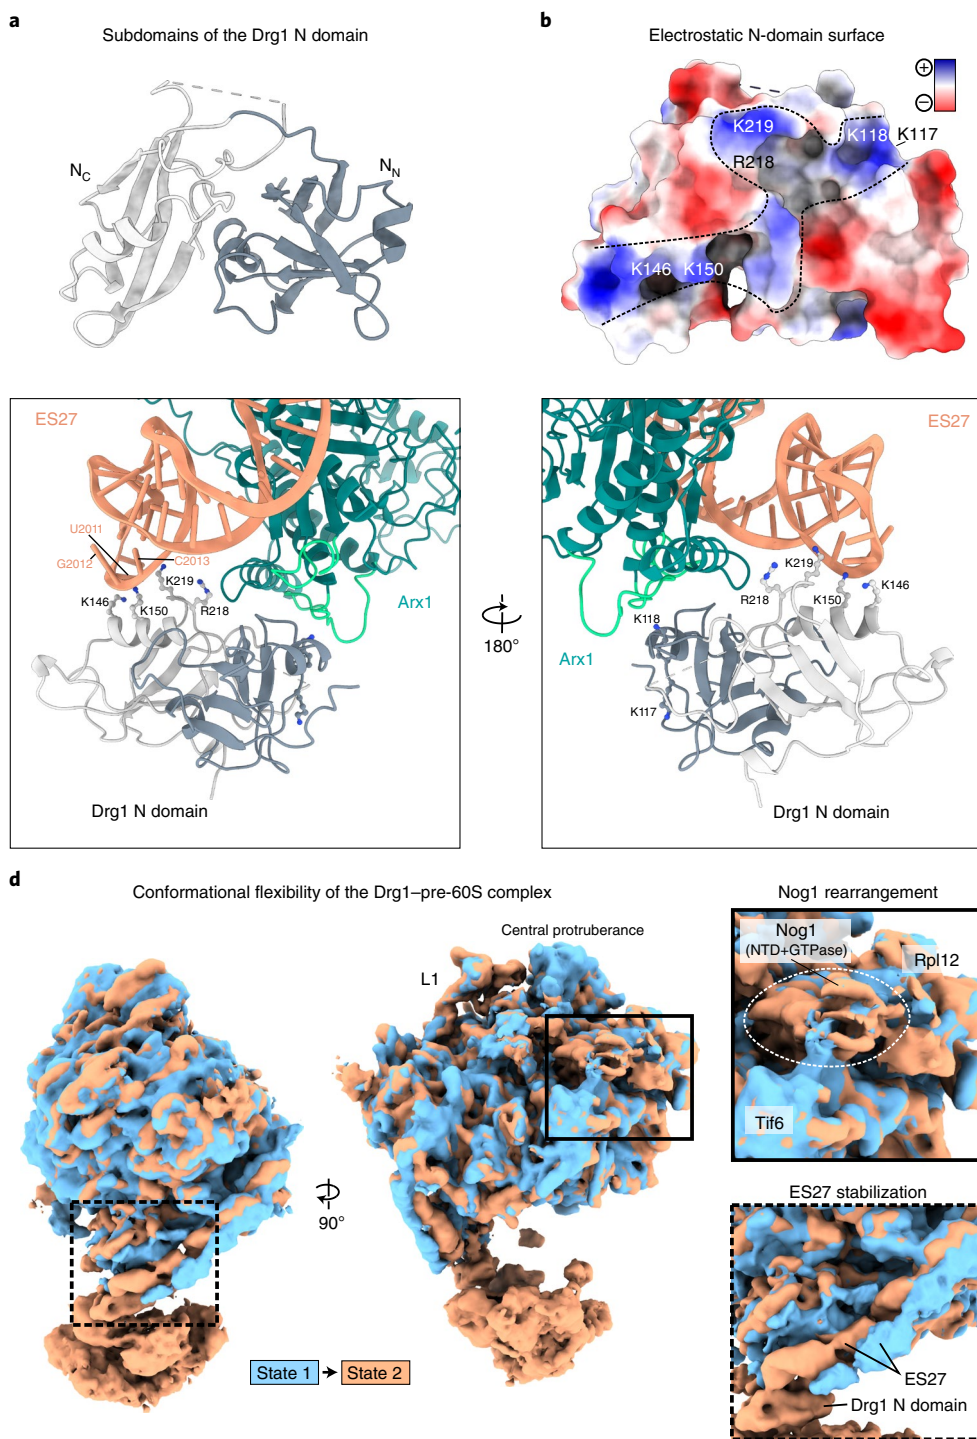 a
Subdomains of the Drg1 N domain
N_C
N_N
b
Electrostatic N-domain surface
+
−
K219
K118
K117
R218
K146
K150
ES27
U2011
G2012
C2013
K219
K146
K150
R218
Arx1
Drg1 N domain
180°
ES27
K219
R218
K150
K146
K118
Arx1
K117
Drg1 N domain
d
Conformational flexibility of the Drg1–pre-60S complex
Central protruberance
L1
90°
State 1
State 2
Nog1 rearrangement
Nog1
(NTD+GTPase)
Rpl12
Tif6
ES27 stabilization
ES27
Drg1 N domain